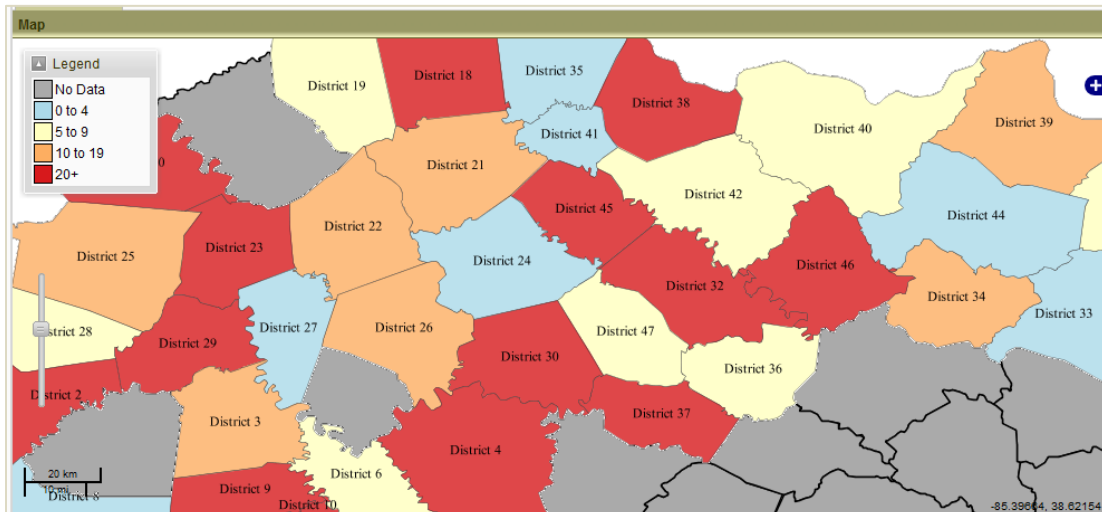 Map
Legend
No Data
0 to 4
5 to 9
10 to 19
20+
District 19
District 18
District 35
District 38
District 41
District 40
District 39
District 21
District 42
District 45
District 44
District 22
District 23
District 25
District 24
District 46
District 32
District 34
District 33
District 27
District 26
District 47
District 29
District 30
District 36
District 2
District 3
District 37
District 4
District 6
20 km
10 mi
District 8
District 9
District 10
-85.39604, 38.62154